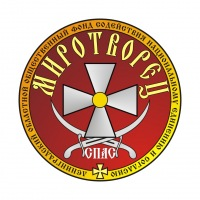 ЛЕНИНГРАДСКИЙ ОБЛАСТНОЙ ОБЩЕСТВЕННЫЙ ФОНД СОДЕЙСТВИЯ НАЦИОНАЛЬНОМУ ЕДИНЕНИЮ И СОГЛАСИЮ
МИРОТВОРЕЦ
СПАС